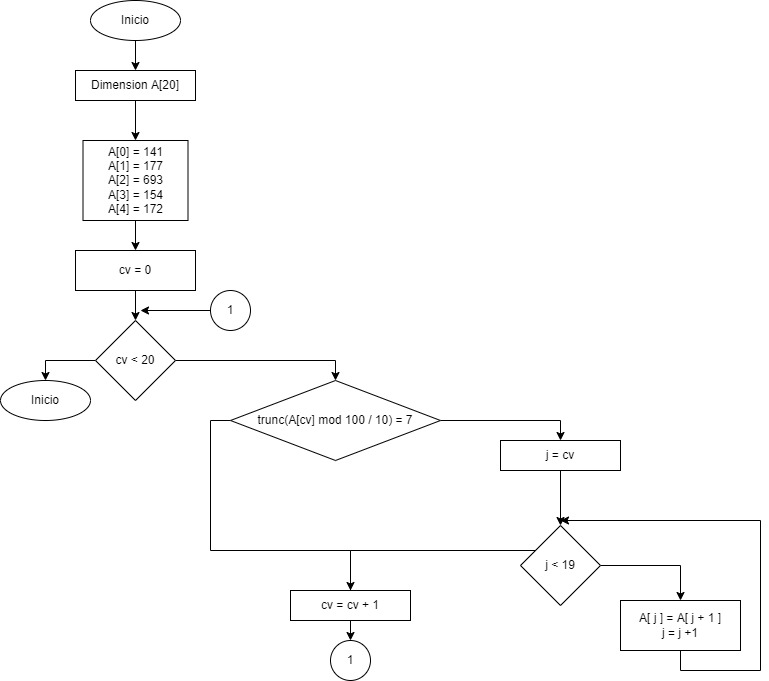 Inicio
Dimension A[20]
A[0] = 141
A[1] = 177
A[2] = 693
A[3] = 154
A[4] = 172
cv = 0
1
cv < 20
Inicio
trunc(A[cv] mod 100 / 10) = 7
j = cv
j < 19
A[ j ] = A[ j + 1 ]
j = j +1
cv = cv + 1
1